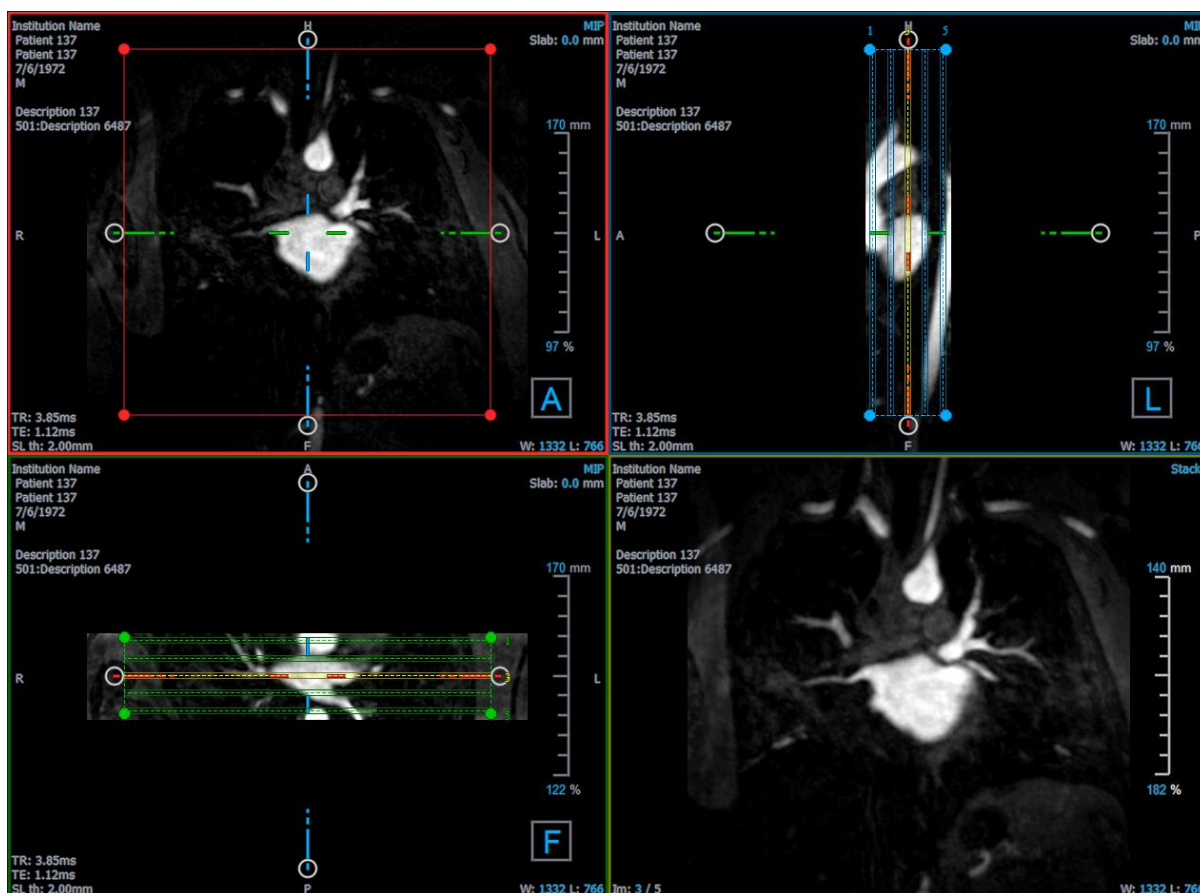 Institution Name
Patient 137
Patient 137
7/6/1972
M
Description 137
501:Description 6487
H
MIP
Slab: 0.0 mm
170 mm
R
L
97 %
A
TR: 3.85ms
TE: 1.12ms
SL th: 2.00mm
F
W: 1332 L: 766
Institution Name
Patient 137
Patient 137
7/6/1972
M
Description 137
501:Description 6487
1
H
5
MIP
Slab: 0.0 mm
170 mm
A
P
97 %
L
TR: 3.85ms
TE: 1.12ms
SL th: 2.00mm
F
W: 1332 L: 766
Institution Name
Patient 137
Patient 137
7/6/1972
M
Description 137
501:Description 6487
A
MIP
Slab: 0.0 mm
170 mm
1
R
3
L
5
122 %
F
TR: 3.85ms
TE: 1.12ms
SL th: 2.00mm
P
W: 1332 L: 766
Institution Name
Patient 137
Patient 137
7/6/1972
M
Description 137
501:Description 6487
Stack
140 mm
182 %
Im: 3 / 5
W: 1332 L: 766